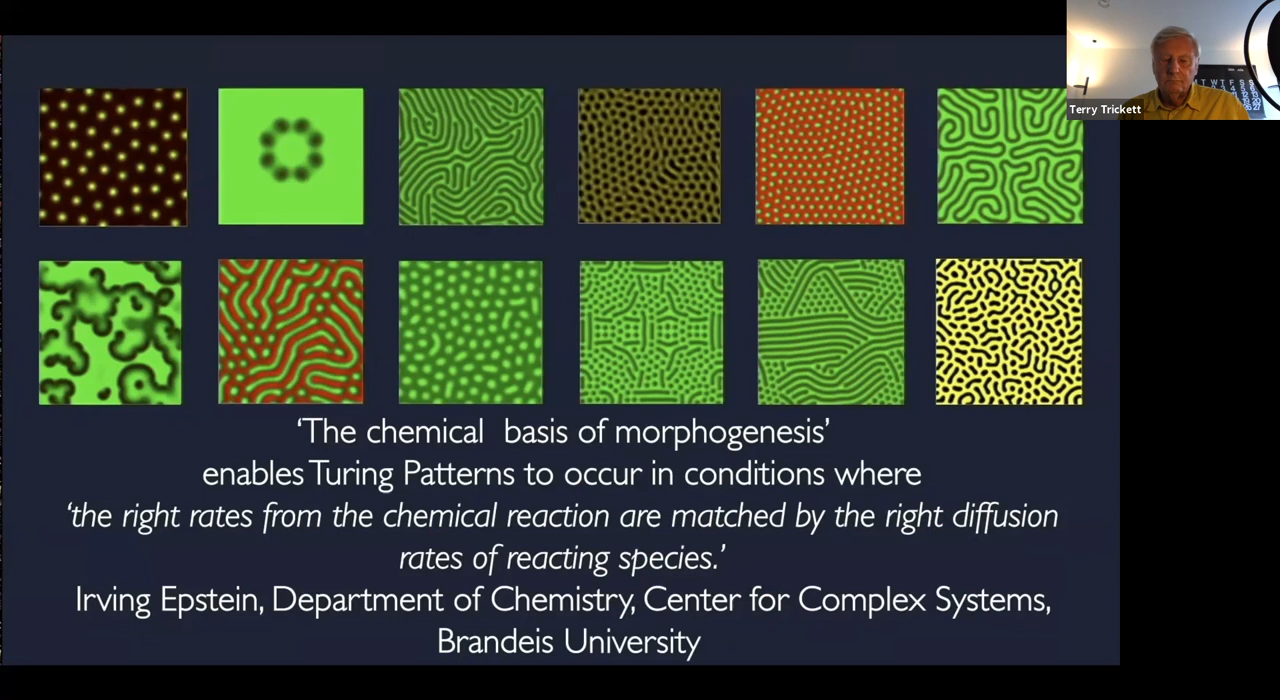 Terry Trickett
M T W T F S S
‘The chemical basis of morphogenesis’
enables Turing Patterns to occur in conditions where
‘the right rates from the chemical reaction are matched by the right diffusion
rates of reacting species.’
Irving Epstein, Department of Chemistry, Center for Complex Systems,
Brandeis University